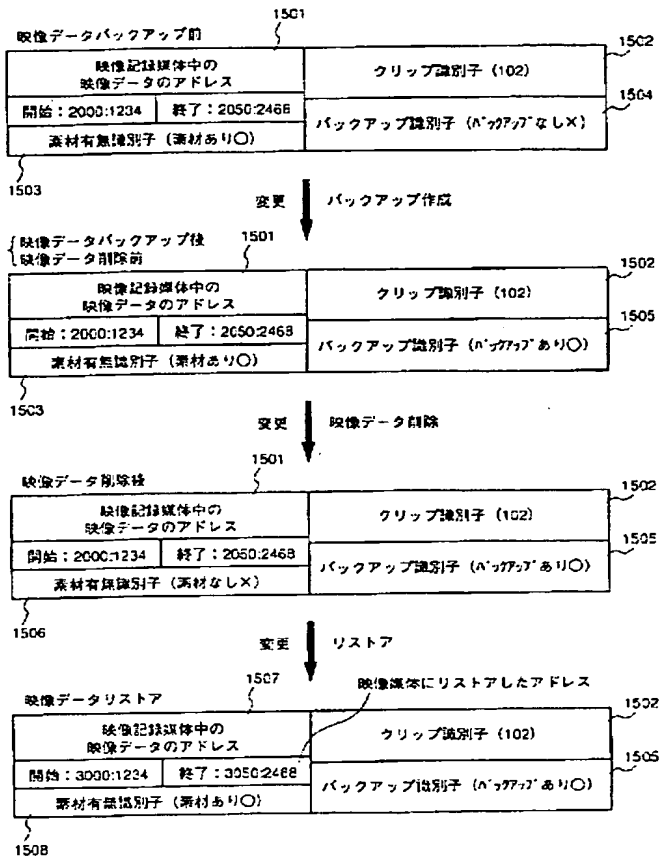 映像データバックアップ前
1501
1502
映像記録媒体中の
映像データのアドレス
クリップ識別子（102）
1504
開始：2000:1234
終了：2050:2468
バックアップ識別子（バックアップなし×）
素材有無識別子（素材あり○）
1503
変更
バックアップ作成
映像データバックアップ後
映像データ削除前
1501
1502
映像記録媒体中の
映像データのアドレス
クリップ識別子（102）
1505
開始：2000:1234
終了：2050:2468
バックアップ識別子（バックアップあり○）
素材有無識別子（素材あり○）
1503
変更
映像データ削除
映像データ削除後
1501
1502
映像記録媒体中の
映像データのアドレス
クリップ識別子（102）
1505
開始：2000:1234
終了：2050:2468
バックアップ識別子（バックアップあり○）
素材有無識別子（素材なし×）
1506
変更
リストア
映像データリストア
1507
映像媒体にリストアしたアドレス
1502
映像記録媒体中の
映像データのアドレス
クリップ識別子（102）
1505
開始：3000:1234
終了：3050:2468
バックアップ識別子（バックアップあり○）
素材有無識別子（素材あり○）
1508